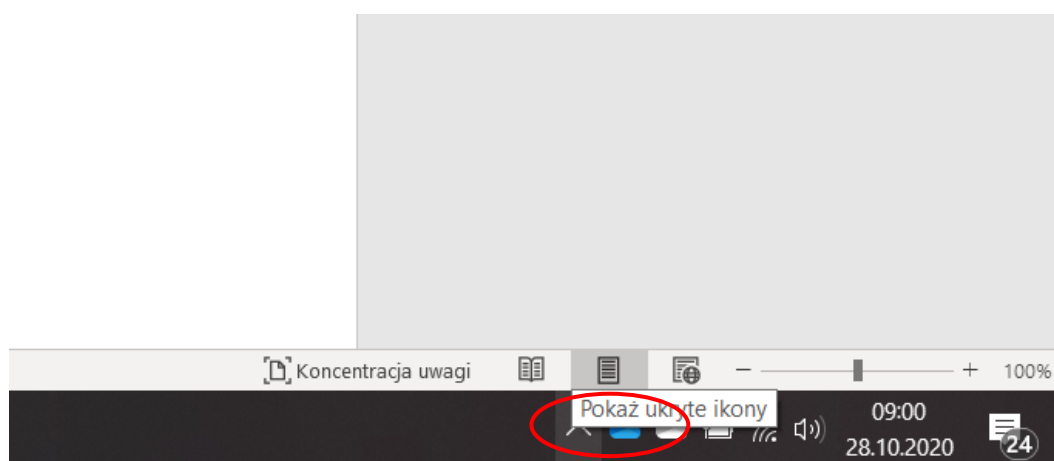 Koncentracja uwagi
100%
Pokaż ukryte ikony
09:00
28.10.2020
24